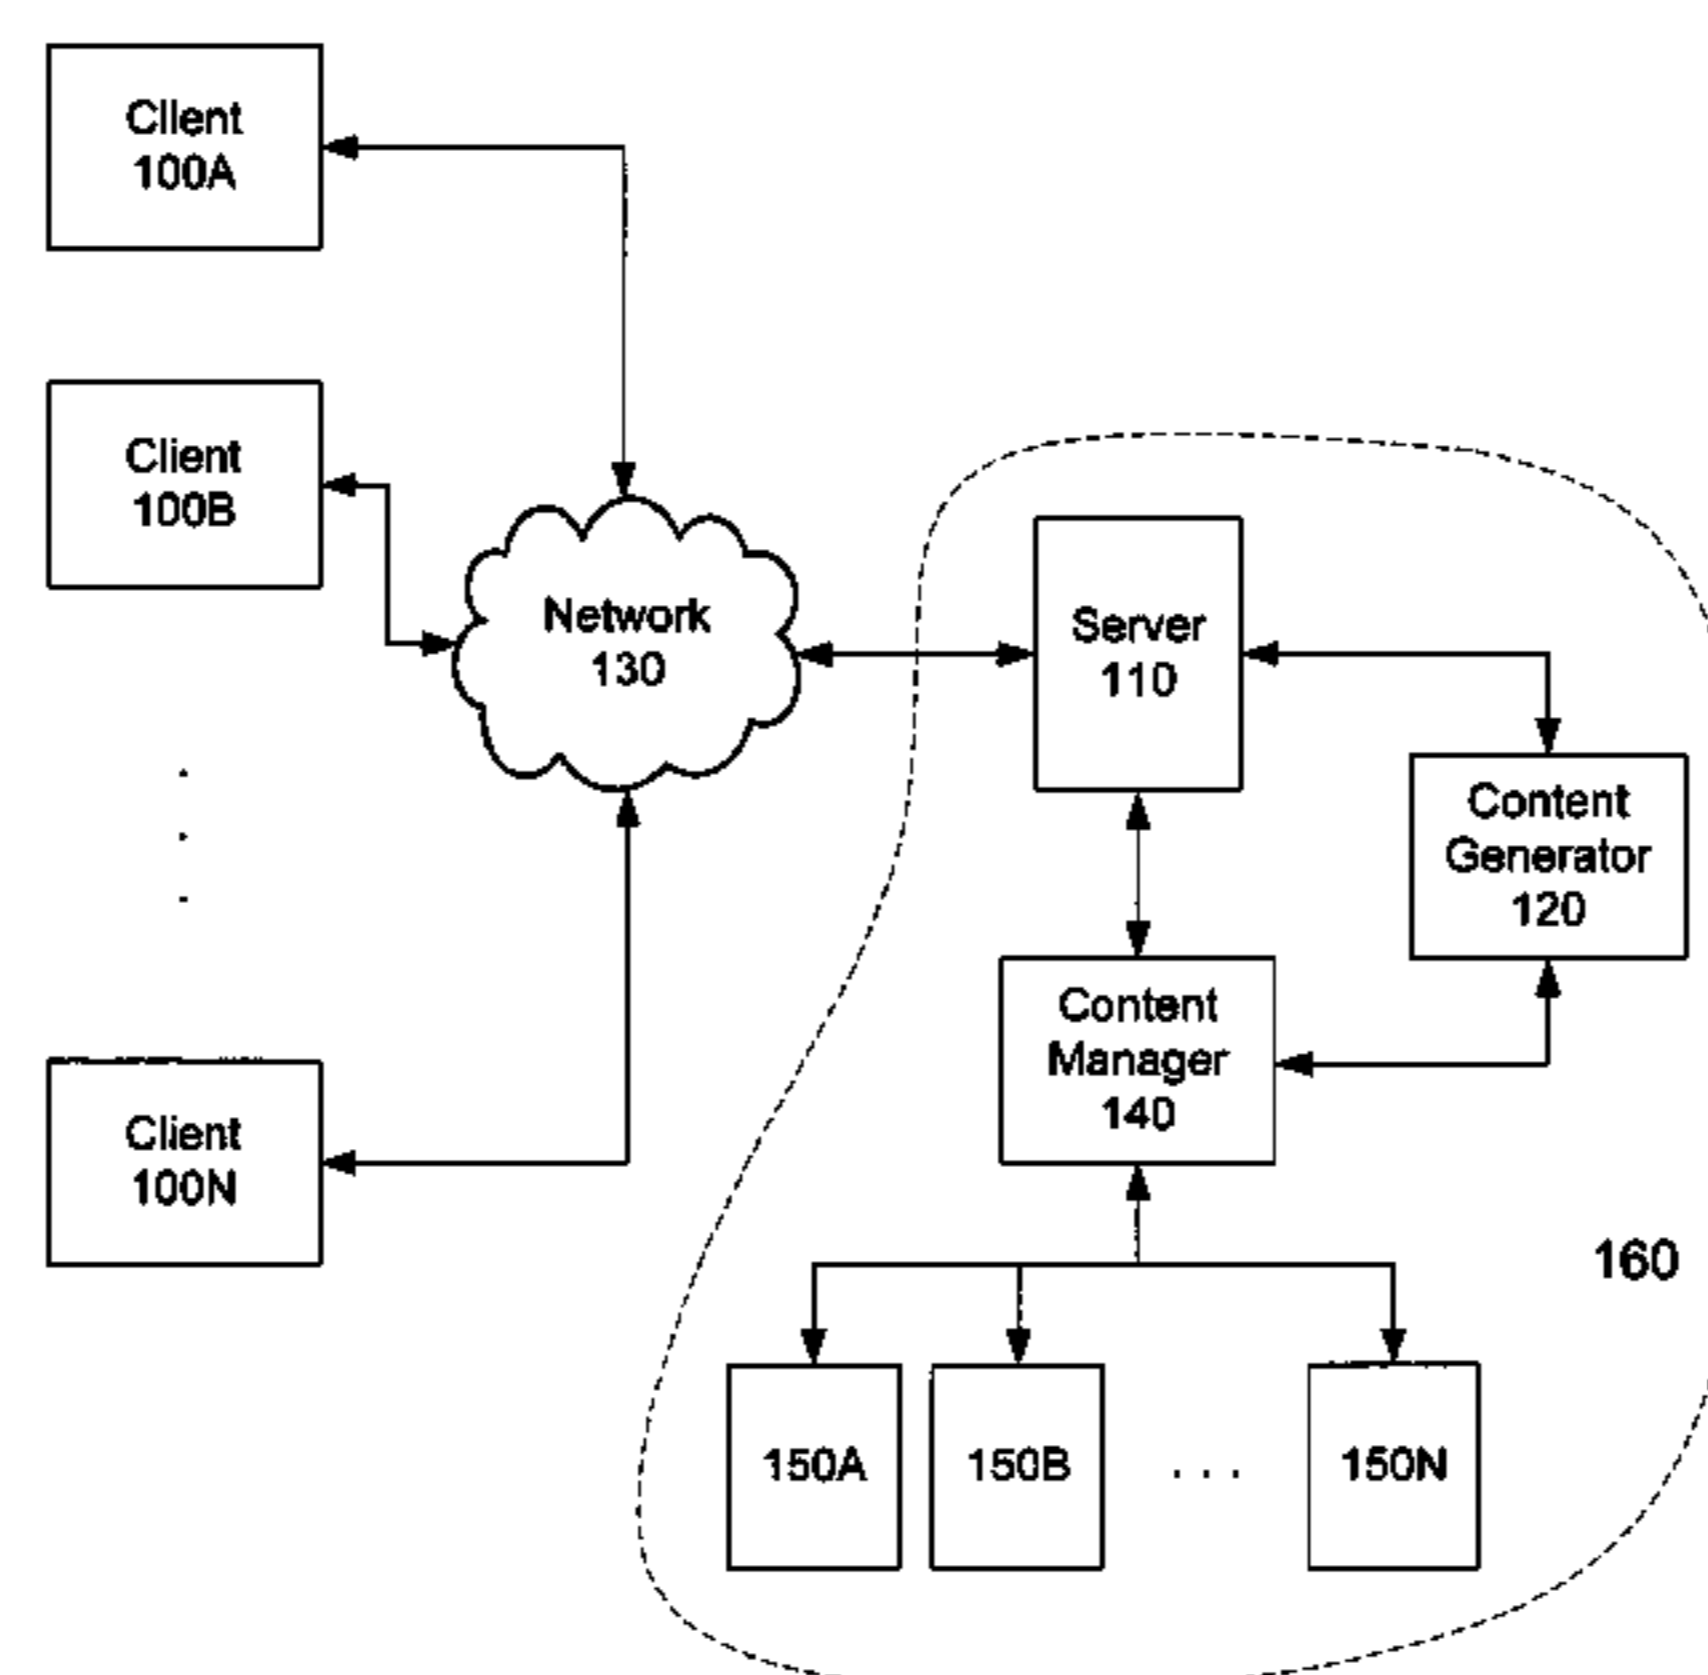 Client
100A
Client
100B
Network
130
Server
110
Content
Generator
120
Content
Manager
140
Client
100N
160
150A
150B
. . .
150N